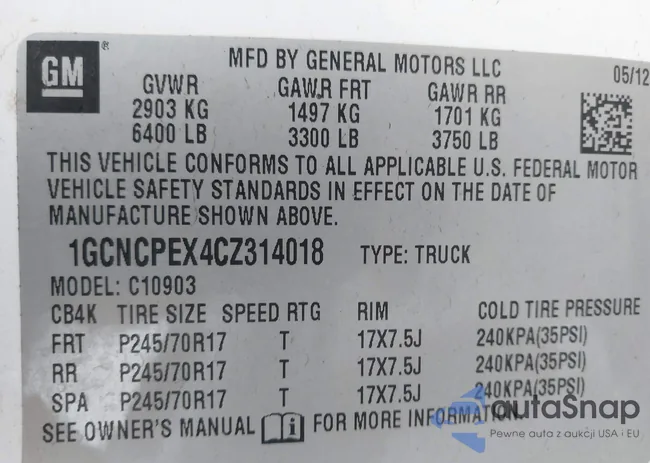 GM
MFD BY GENERAL MOTORS LLC
05/12
GVWR GAWR FRT GAWR RR
2903 KG 1497 KG 1701 KG
6400 LB 3300 LB 3750 LB
THIS VEHICLE CONFORMS TO ALL APPLICABLE U.S. FEDERAL MOTOR
VEHICLE SAFETY STANDARDS IN EFFECT ON THE DATE OF
MANUFACTURE SHOWN ABOVE.
1GCNCPEX4CZ314018 TYPE: TRUCK
MODEL: C10903
CB4K TIRE SIZE SPEED RTG RIM COLD TIRE PRESSURE
FRT P245/70R17 T 17X7.5J 240KPA(35PSI)
RR P245/70R17 T 17X7.5J 240KPA(35PSI)
SPA P245/70R17 T 17X7.5J 240KPA(35PSI)
SEE OWNER'S MANUAL i FOR MORE INFORMATION.
autaSnap
Pewne auta z aukcji USA i EU